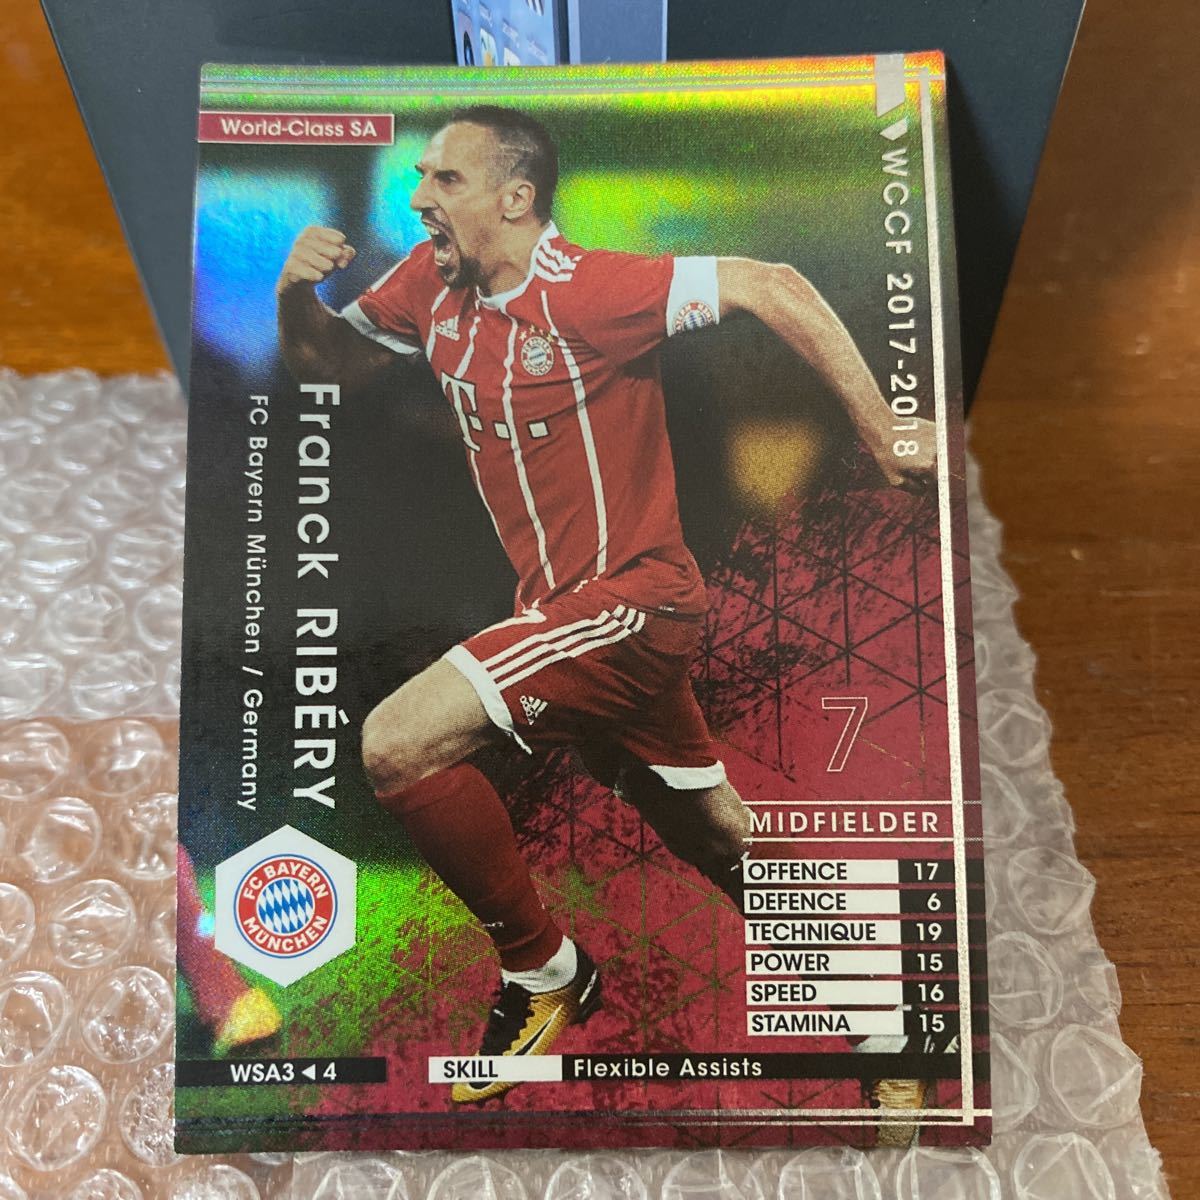 World-Class SA
WCCF 2017-2018
Franck RIBÉRY
FC Bayern München / Germany
adidas
T
FC BAYERN
MÜNCHEN
7
MIDFIELDER
OFFENCE 17
DEFENCE 6
TECHNIQUE 19
POWER 15
SPEED 16
STAMINA 15
WSA3 ◀ 4
SKILL Flexible Assists